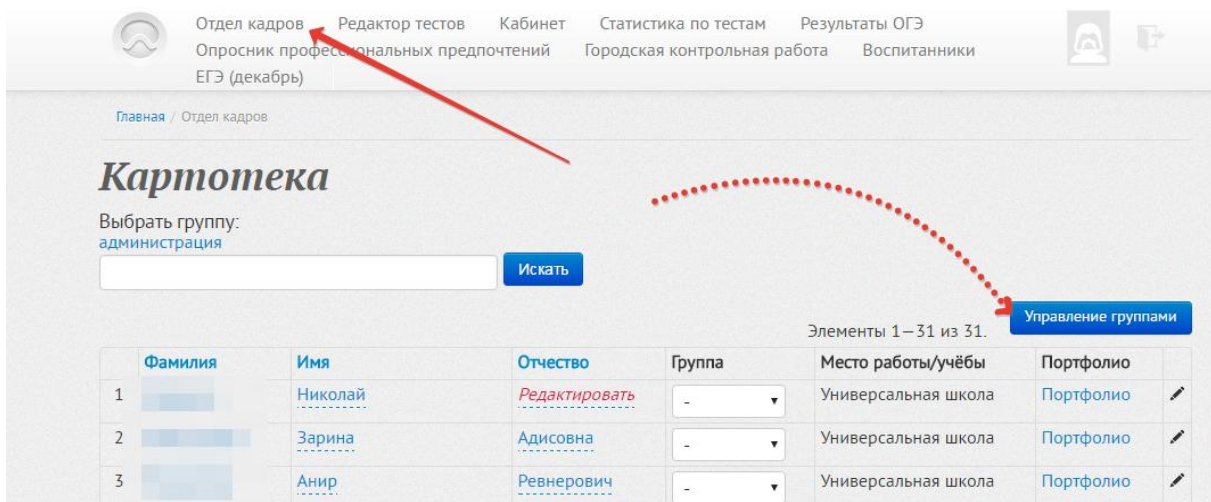 Отдел кадров Редактор тестов Кабинет Статистика по тестам Результаты ОГЭ
Опросник профессиональных предпочтений Городская контрольная работа Воспитанники
ЕГЭ (декабрь)
Главная / Отдел кадров
Картотека
Выбрать группу:
администрация
Искать
Управление группами
Элементы 1—31 из 31.
Фамилия Имя Отчество Группа Место работы/учёбы Портфолио
1 Николай Редактировать - Универсальная школа Портфолио
2 Зарина Адисовна - Универсальная школа Портфолио
3 Анир Ревнерович - Универсальная школа Портфолио